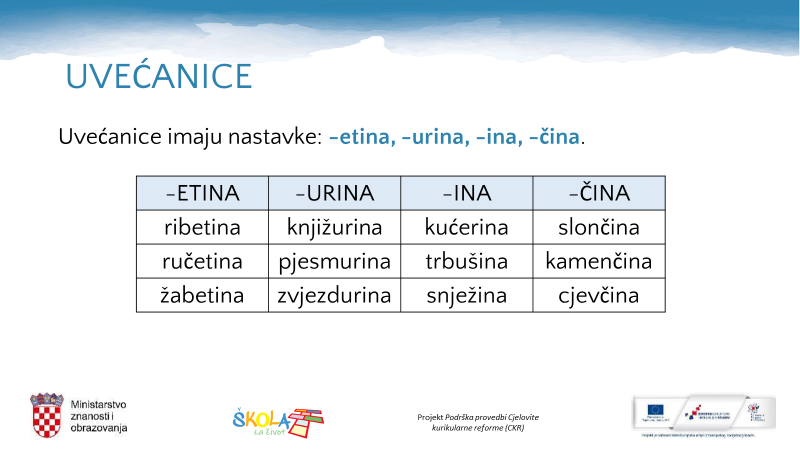 UVEĆANICE
Uvećanice imaju nastavke: –etina, –urina, –ina, –čina.
–ETINA –URINA –INA –ČINA
ribetina knjižurina kućerina slončina
ručetina pjesmurina trbušina kamenčina
žabetina zvjezdurina snježina cjevčina
Ministarstvo
znanosti i
obrazovanja
ŠKOLA
za život
Projekt Podrška provedbi Cjelovite
kurikularne reforme (CKR)